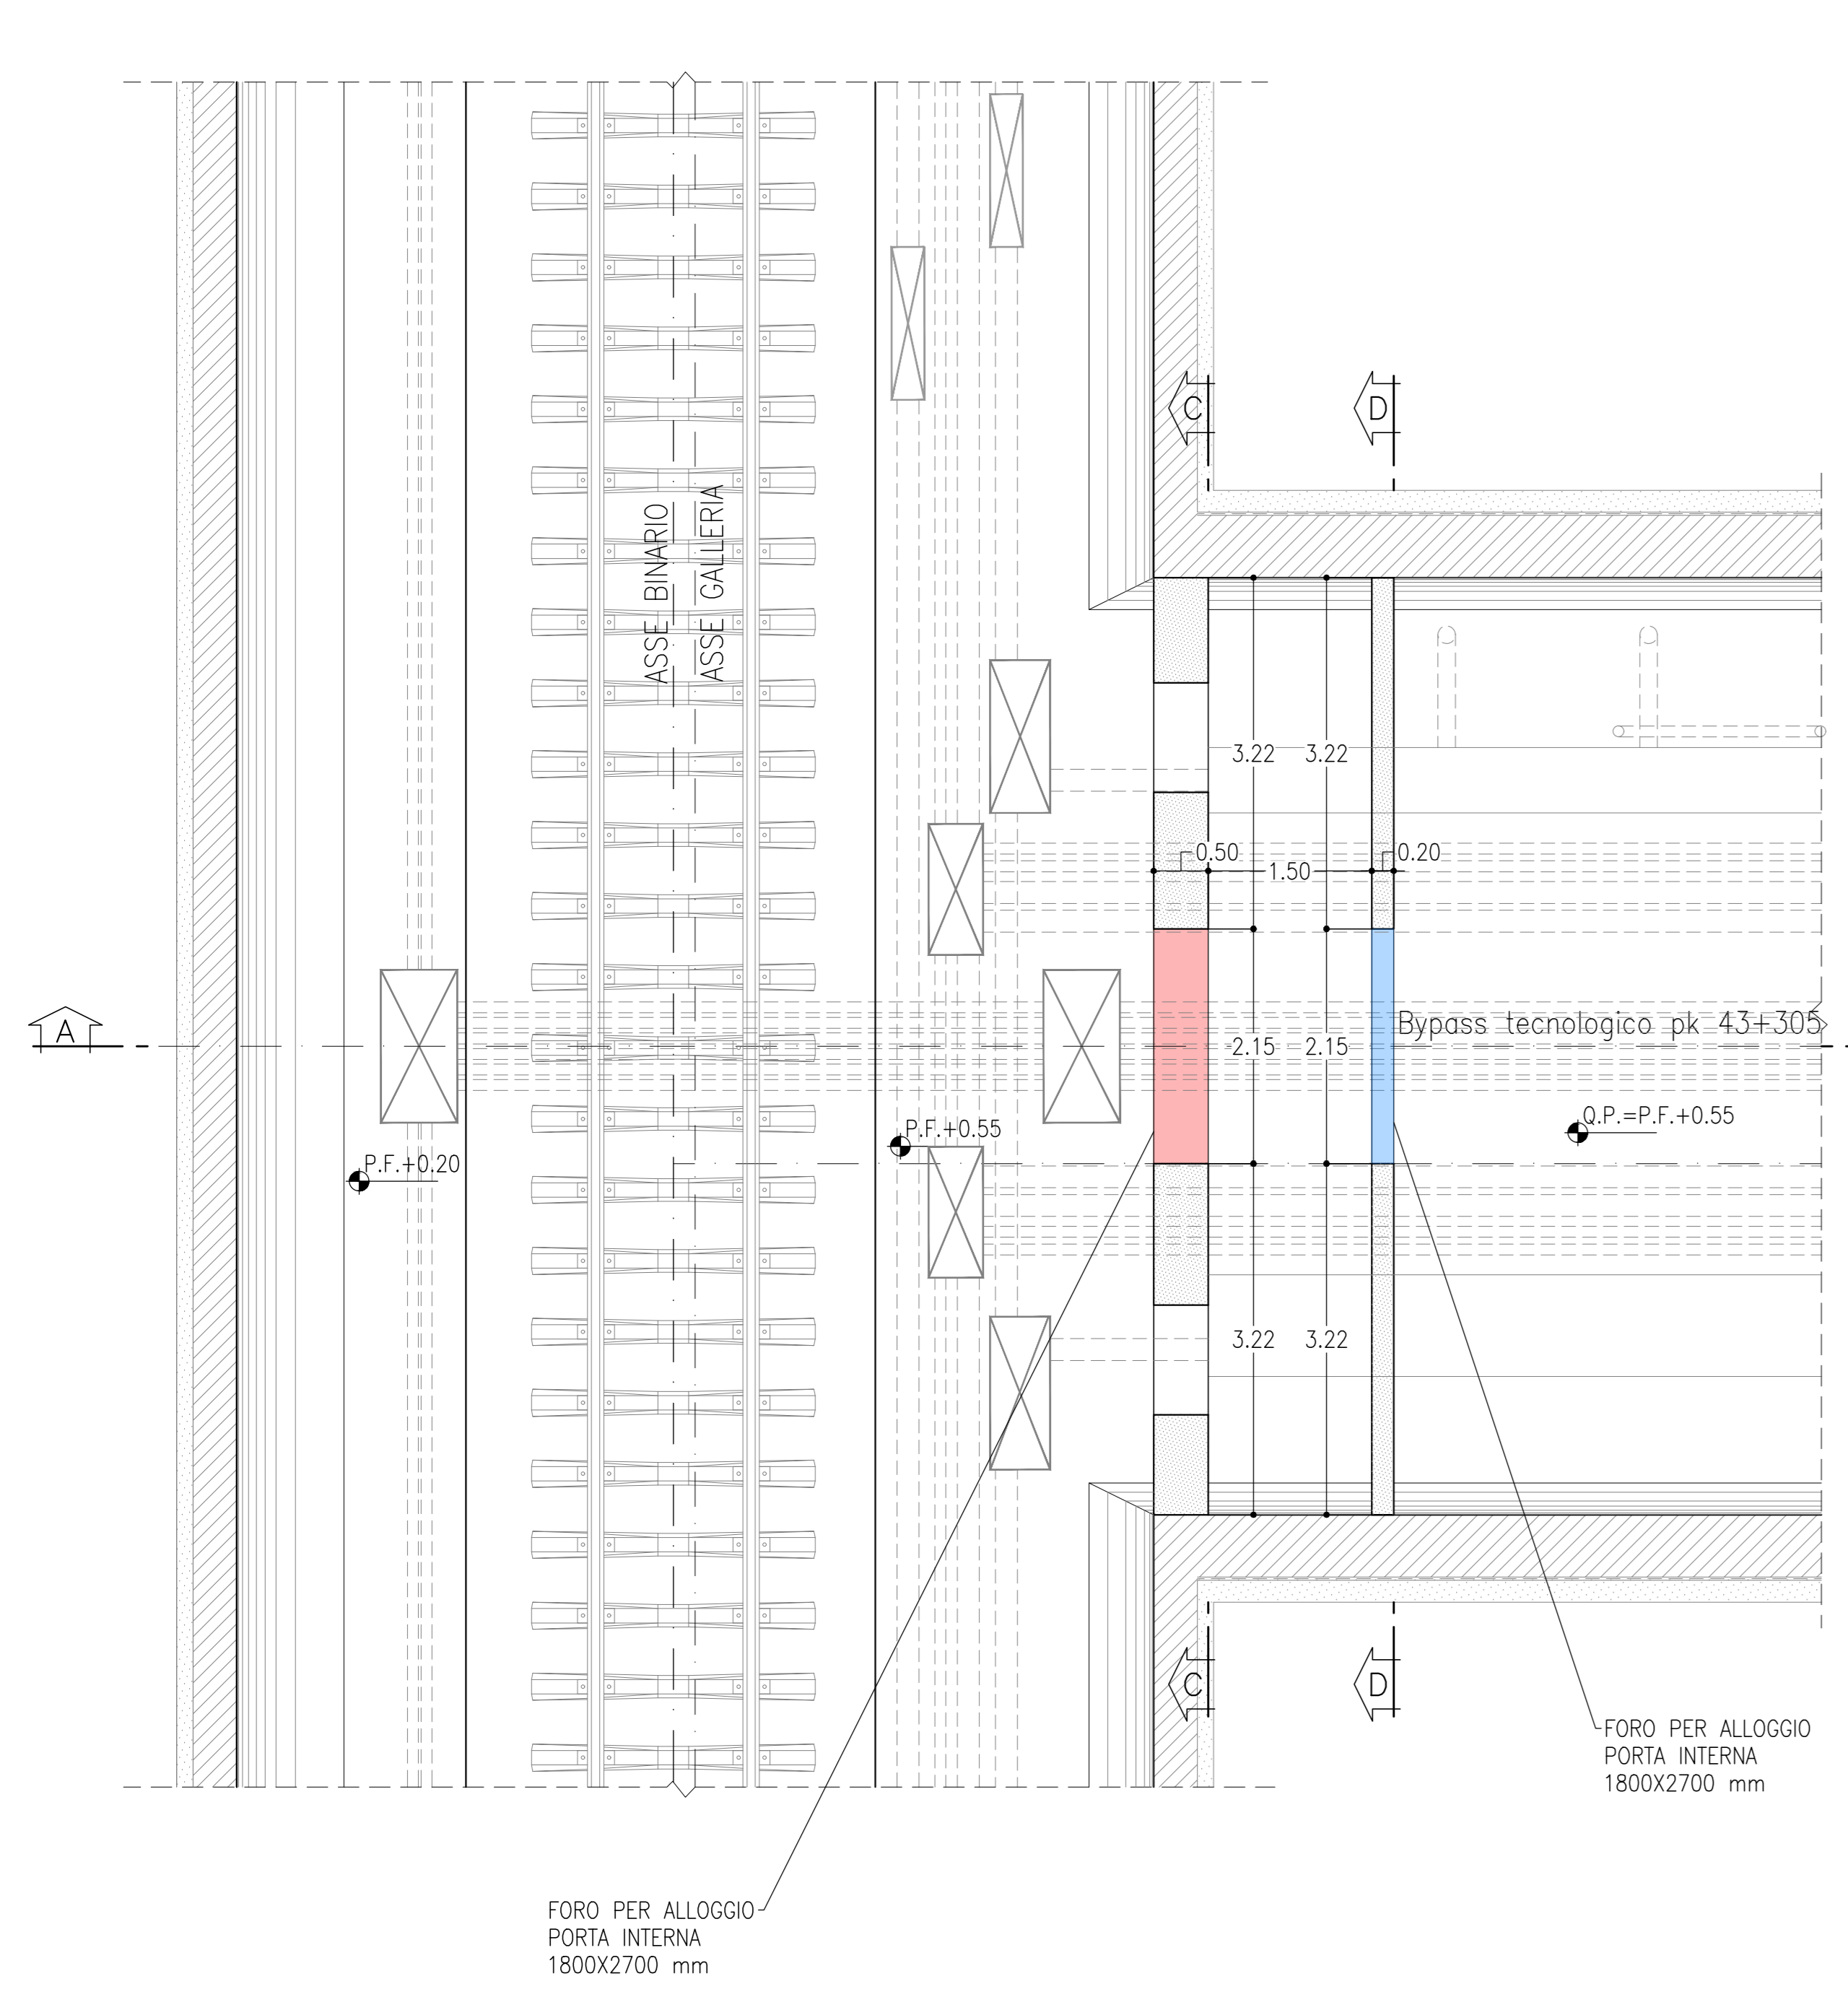 C
D
ASSE BINARIO
ASSE GALLERIA
3.22
3.22
0.50
1.50
0.20
A
Bypass tecnologico pk 43+305
2.15
2.15
P.F.+0.55
Q.P.=P.F.+0.55
P.F.+0.20
3.22
3.22
C
D
FORO PER ALLOGGIO
PORTA INTERNA
1800X2700 mm
FORO PER ALLOGGIO
PORTA INTERNA
1800X2700 mm